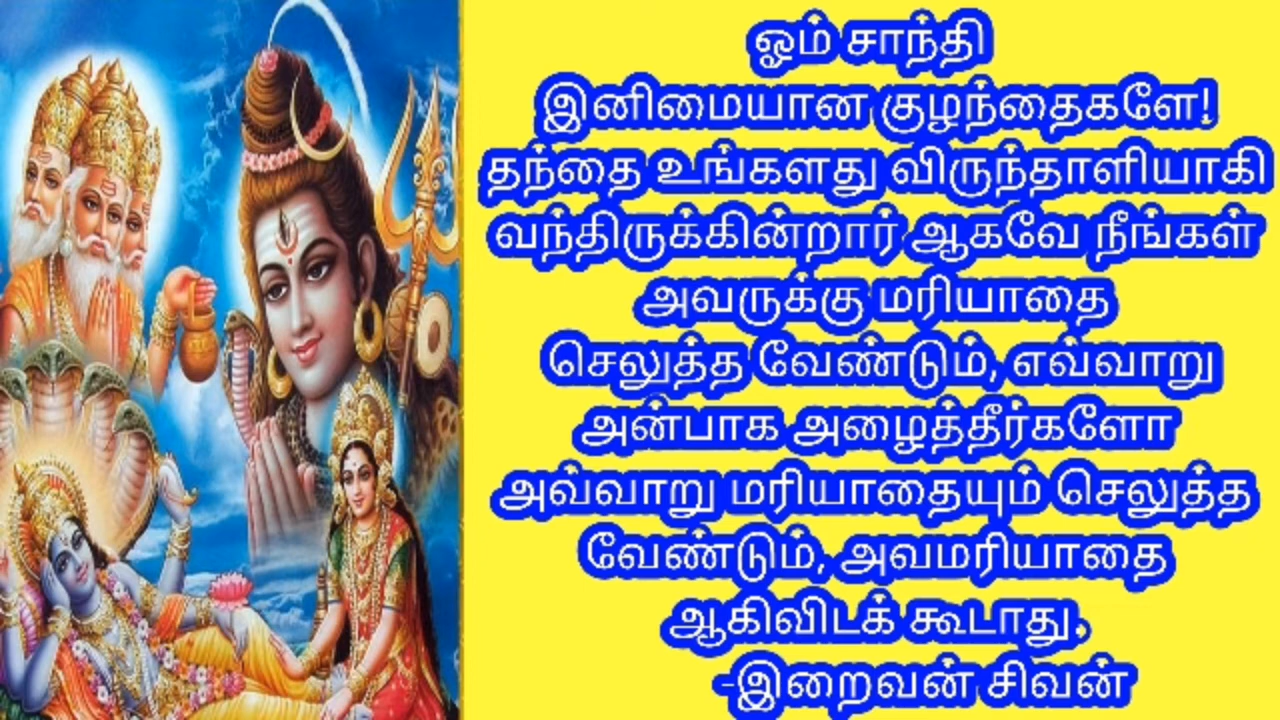 ஓம் சாந்தி
இனிமையான குழந்தைகளே!
தந்தை உங்களது விருந்தாளியாகி
வந்திருக்கின்றார் ஆகவே நீங்கள்
அவருக்கு மரியாதை
செலுத்த வேண்டும், எவ்வாறு
அன்பாக அழைத்தீர்களோ
அவ்வாறு மரியாதையும் செலுத்த
வேண்டும், அவமரியாதை
ஆகிவிடக் கூடாது.
-இறைவன் சிவன்